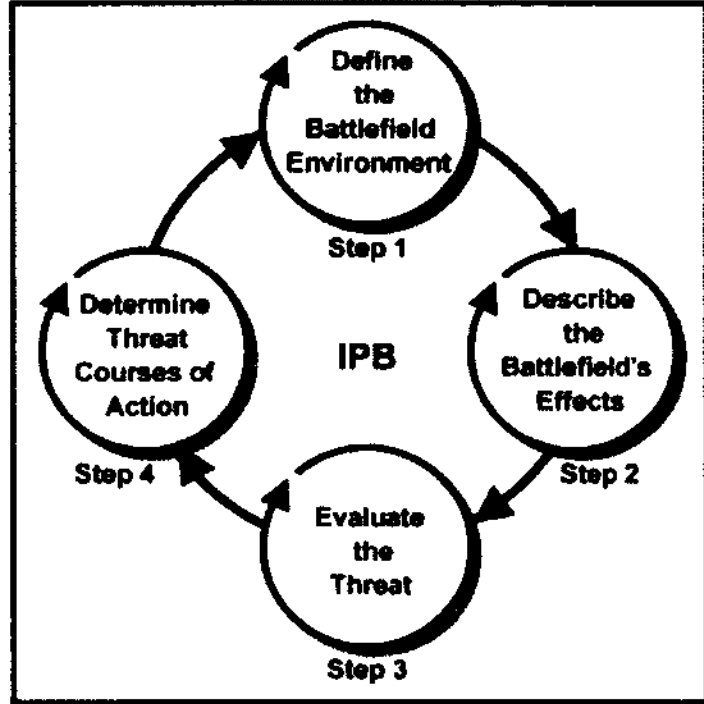 Define
the
Battlefield
Environment
Step 1
Describe
the
Battlefield's
Effects
Step 2
Evaluate
the
Threat
Step 3
Determine
Threat
Courses of
Action
Step 4
IPB